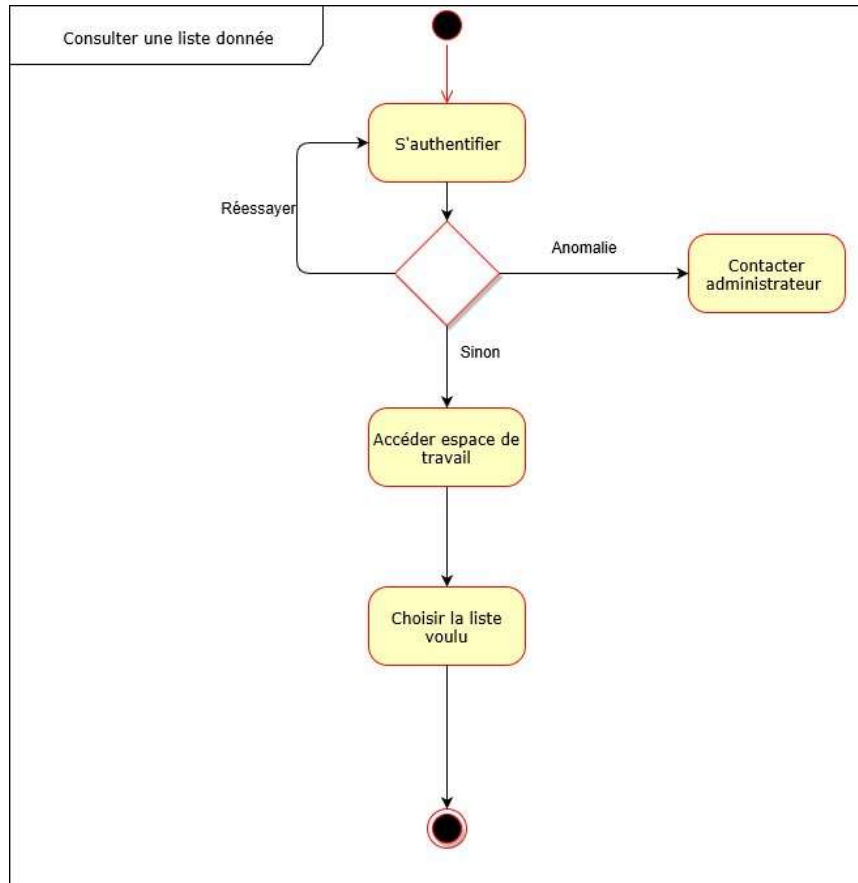 Consulter une liste donnée
S'authentifier
Réessayer
Anomalie
Contacter
administrateur
Sinon
Accéder espace de
travail
Choisir la liste
voulu